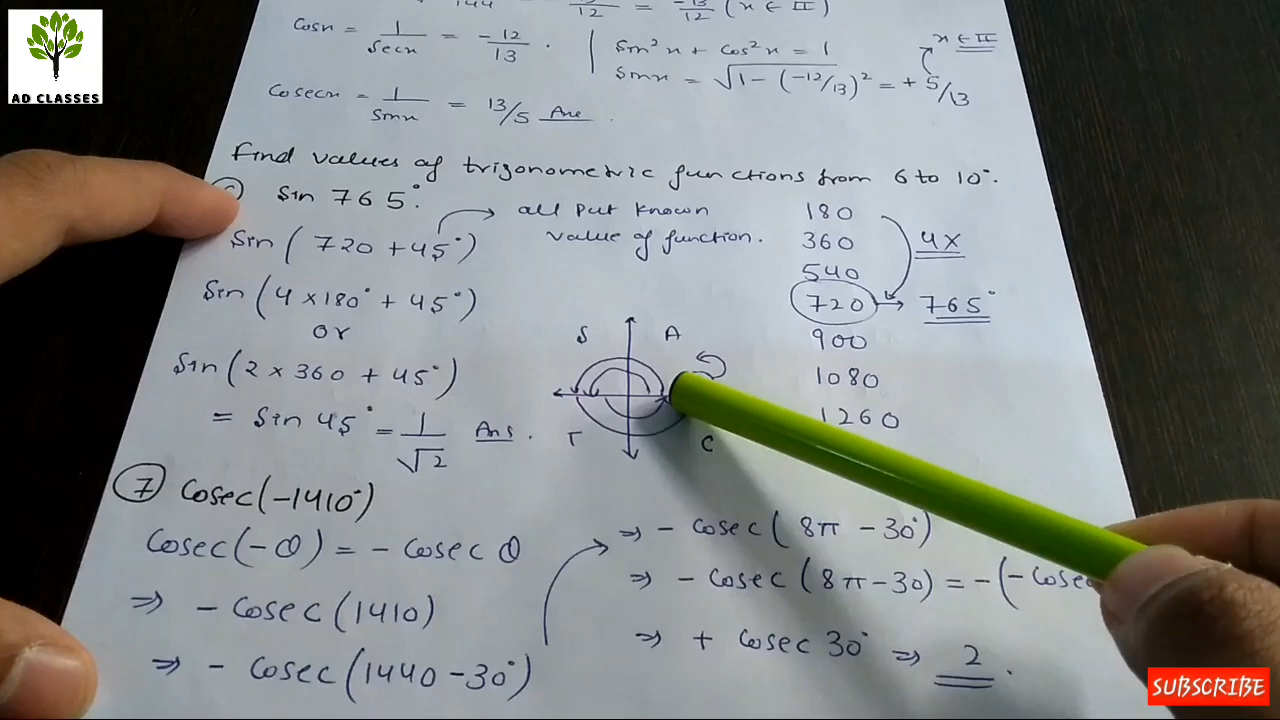 AD CLASSES
Cosx = 1/secx = -12/13 .
Sin²x + Cos²x = 1
x ∈ II
Sinx = √1 - (-12/13)² = + 5/13
Cosecx = 1/Sinx = 13/5 Ans .
Find values of trigonometric functions from 6 to 10°.
Sin 765°.
Sin (720 + 45°) → all Put Known
value of function.
Sin (4 × 180° + 45°)
or
Sin (2 × 360 + 45°)
= Sin 45° = 1/√2 Ans .
180
360 4x
540
720 → 765°
900
1080
1260
S A
T C
7 Cosec(-1410°)
Cosec(-θ) = - Cosec θ
⇒ - Cosec (1410)
⇒ - Cosec (1440 - 30°)
⇒ - Cosec ( 8π - 30°)
⇒ - Cosec (8π - 30) = -(- Cosec
⇒ + Cosec 30° ⇒ 2 .
SUBSCRIBE